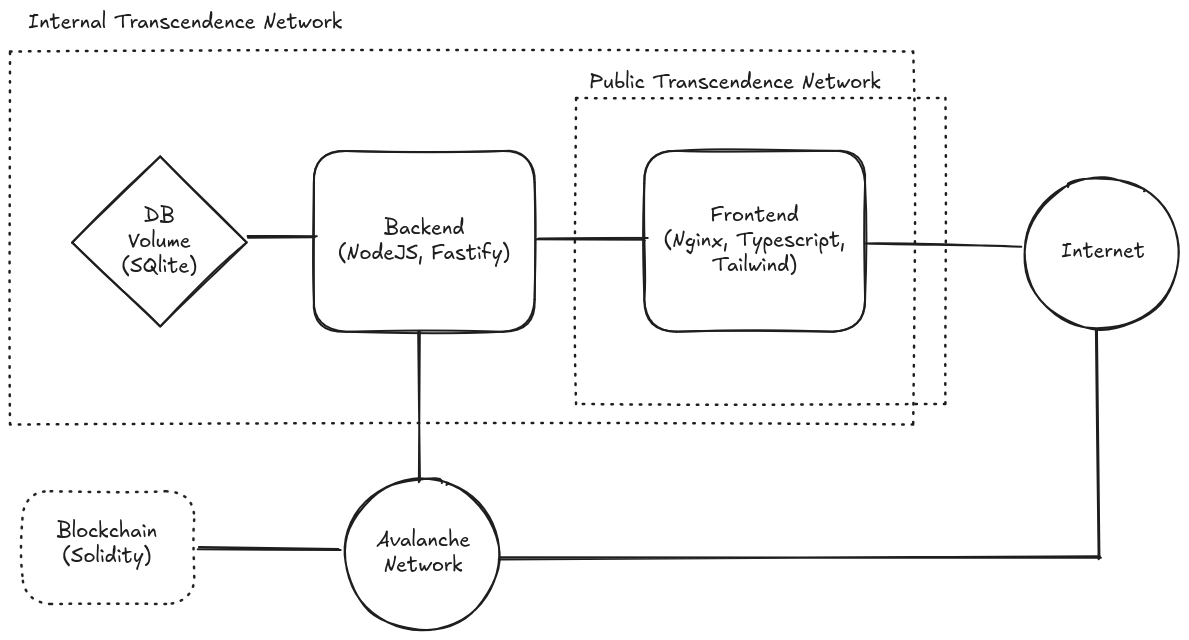 Internal Transcendence Network
Public Transcendence Network
DB
Volume
(SQlite)
Backend
(NodeJS, Fastify)
Frontend
(Nginx, Typescript,
Tailwind)
Internet
Blockchain
(Solidity)
Avalanche
Network